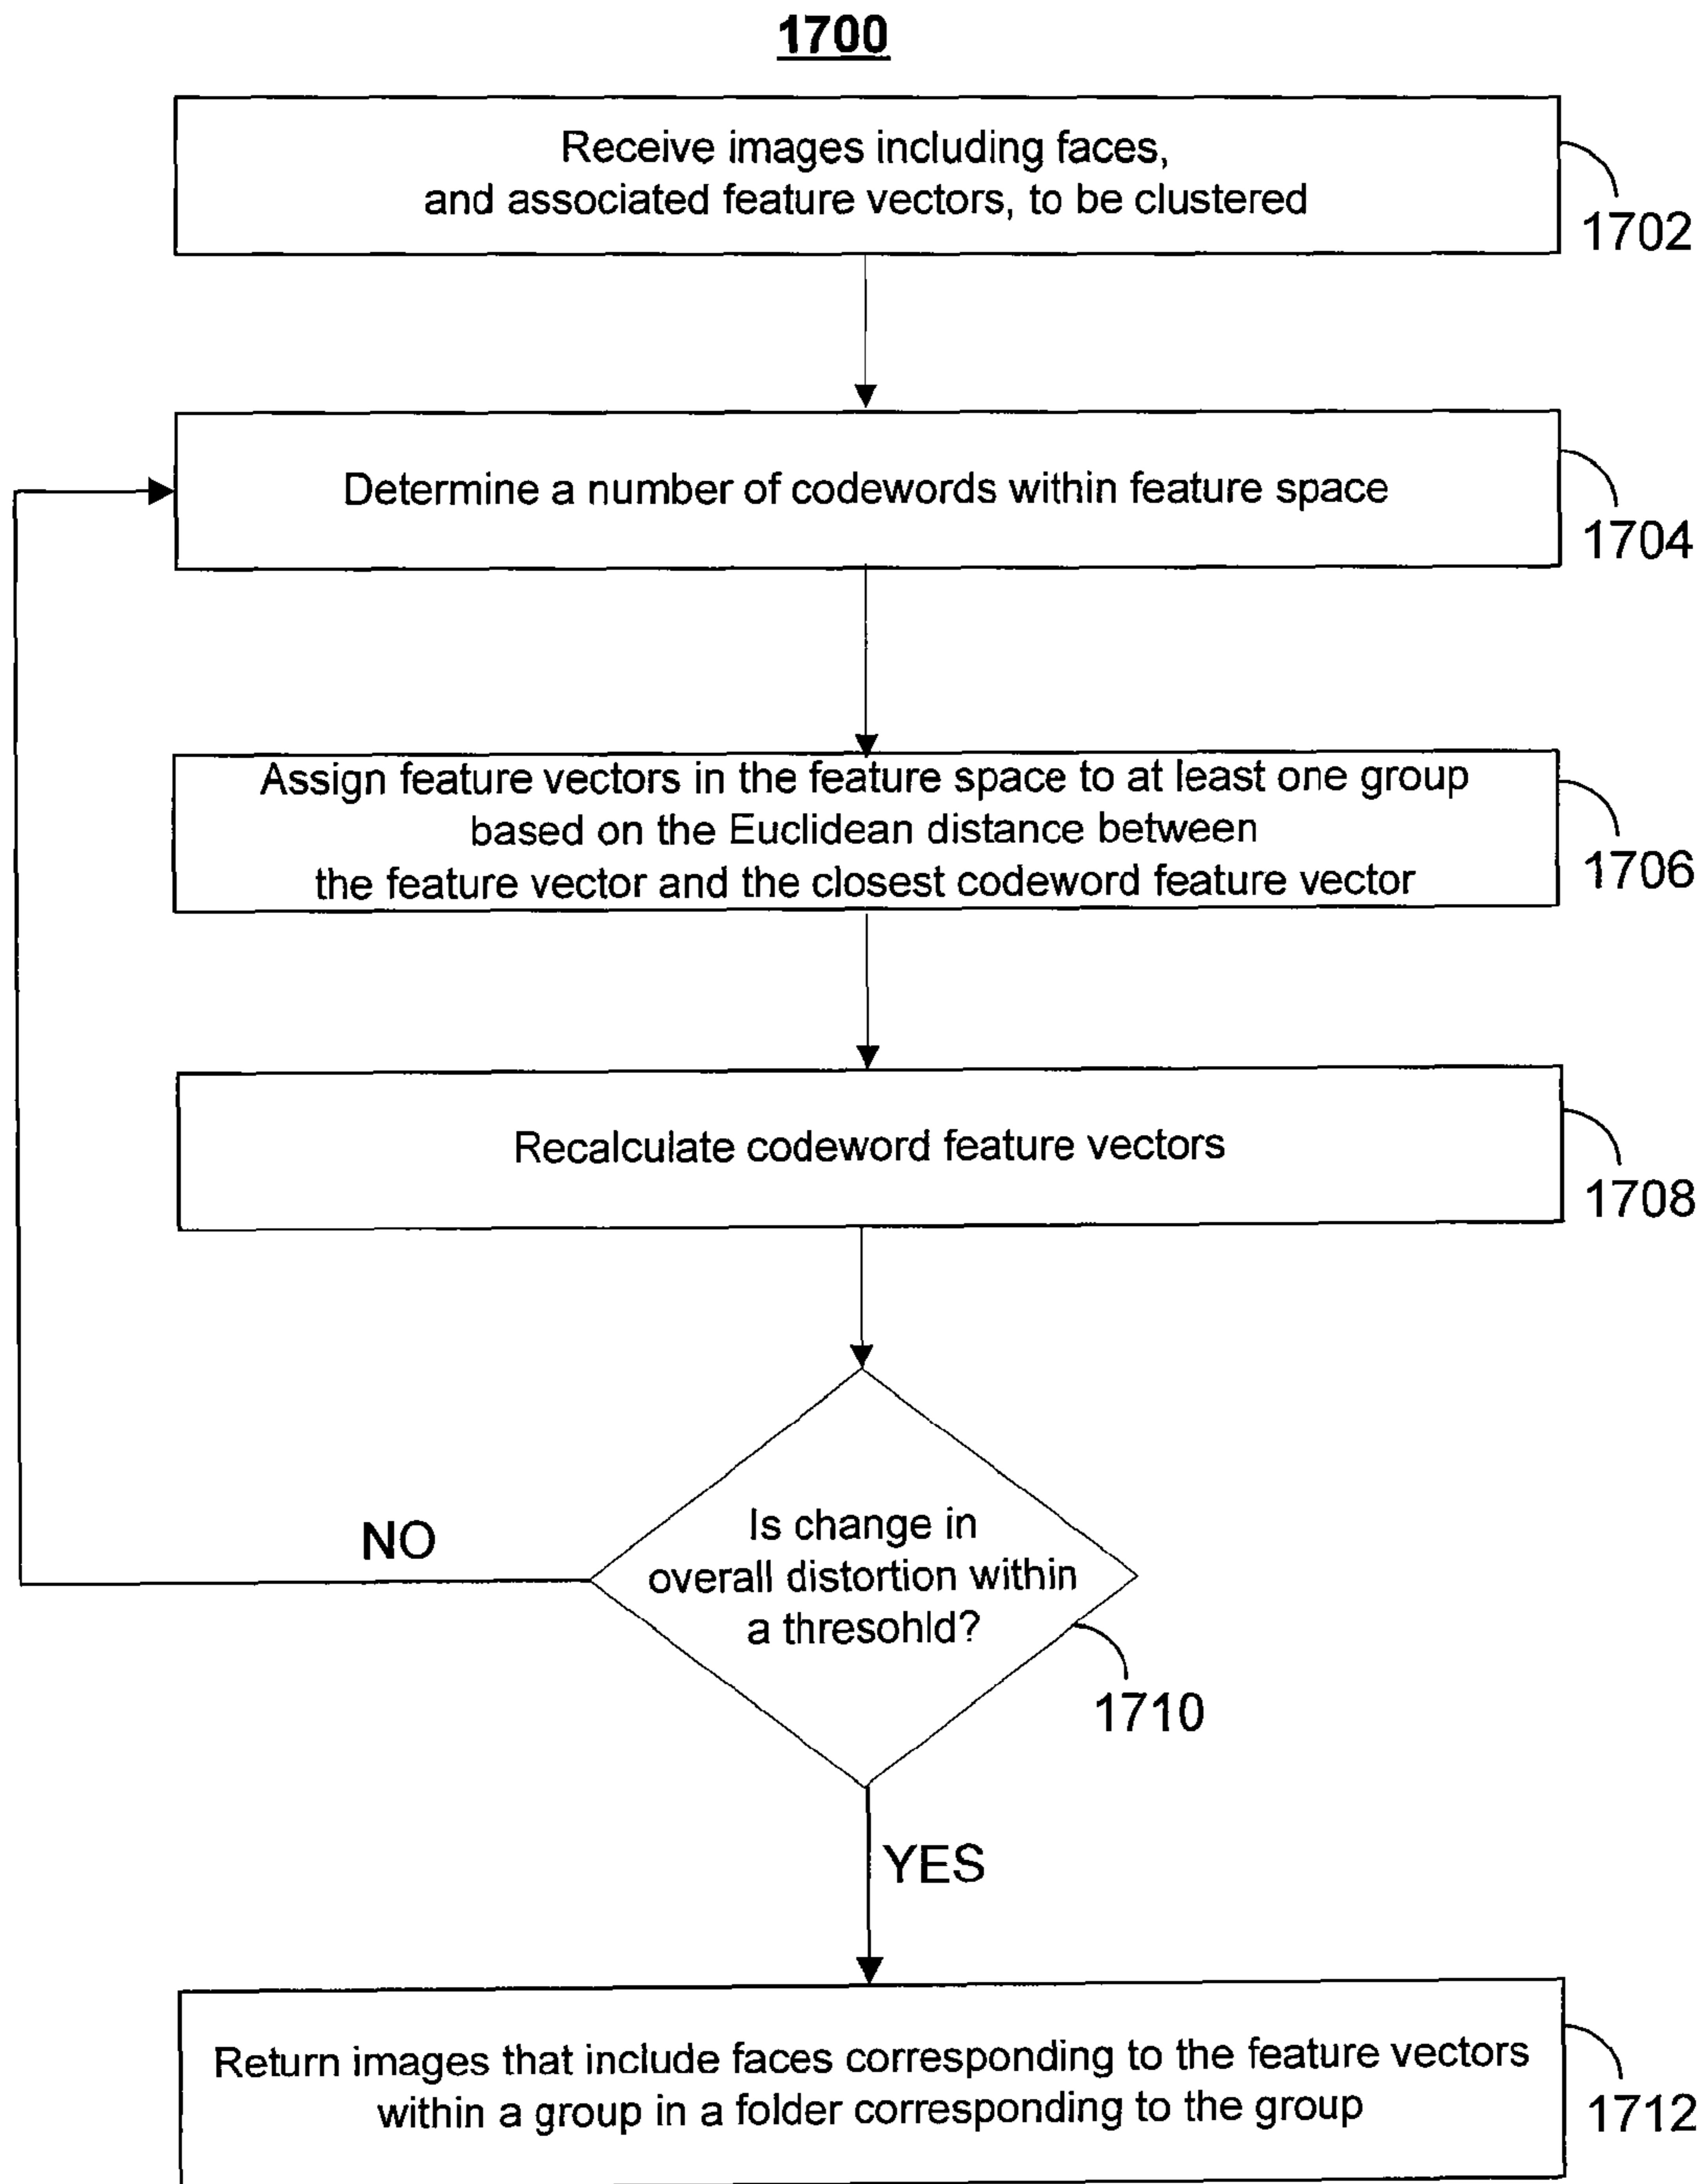 1700
Receive images including faces,
and associated feature vectors, to be clustered
1702
Determine a number of codewords within feature space
1704
Assign feature vectors in the feature space to at least one group
based on the Euclidean distance between
the feature vector and the closest codeword feature vector
1706
Recalculate codeword feature vectors
1708
Is change in
overall distortion within
a thresohld?
NO
1710
YES
Return images that include faces corresponding to the feature vectors
within a group in a folder corresponding to the group
1712